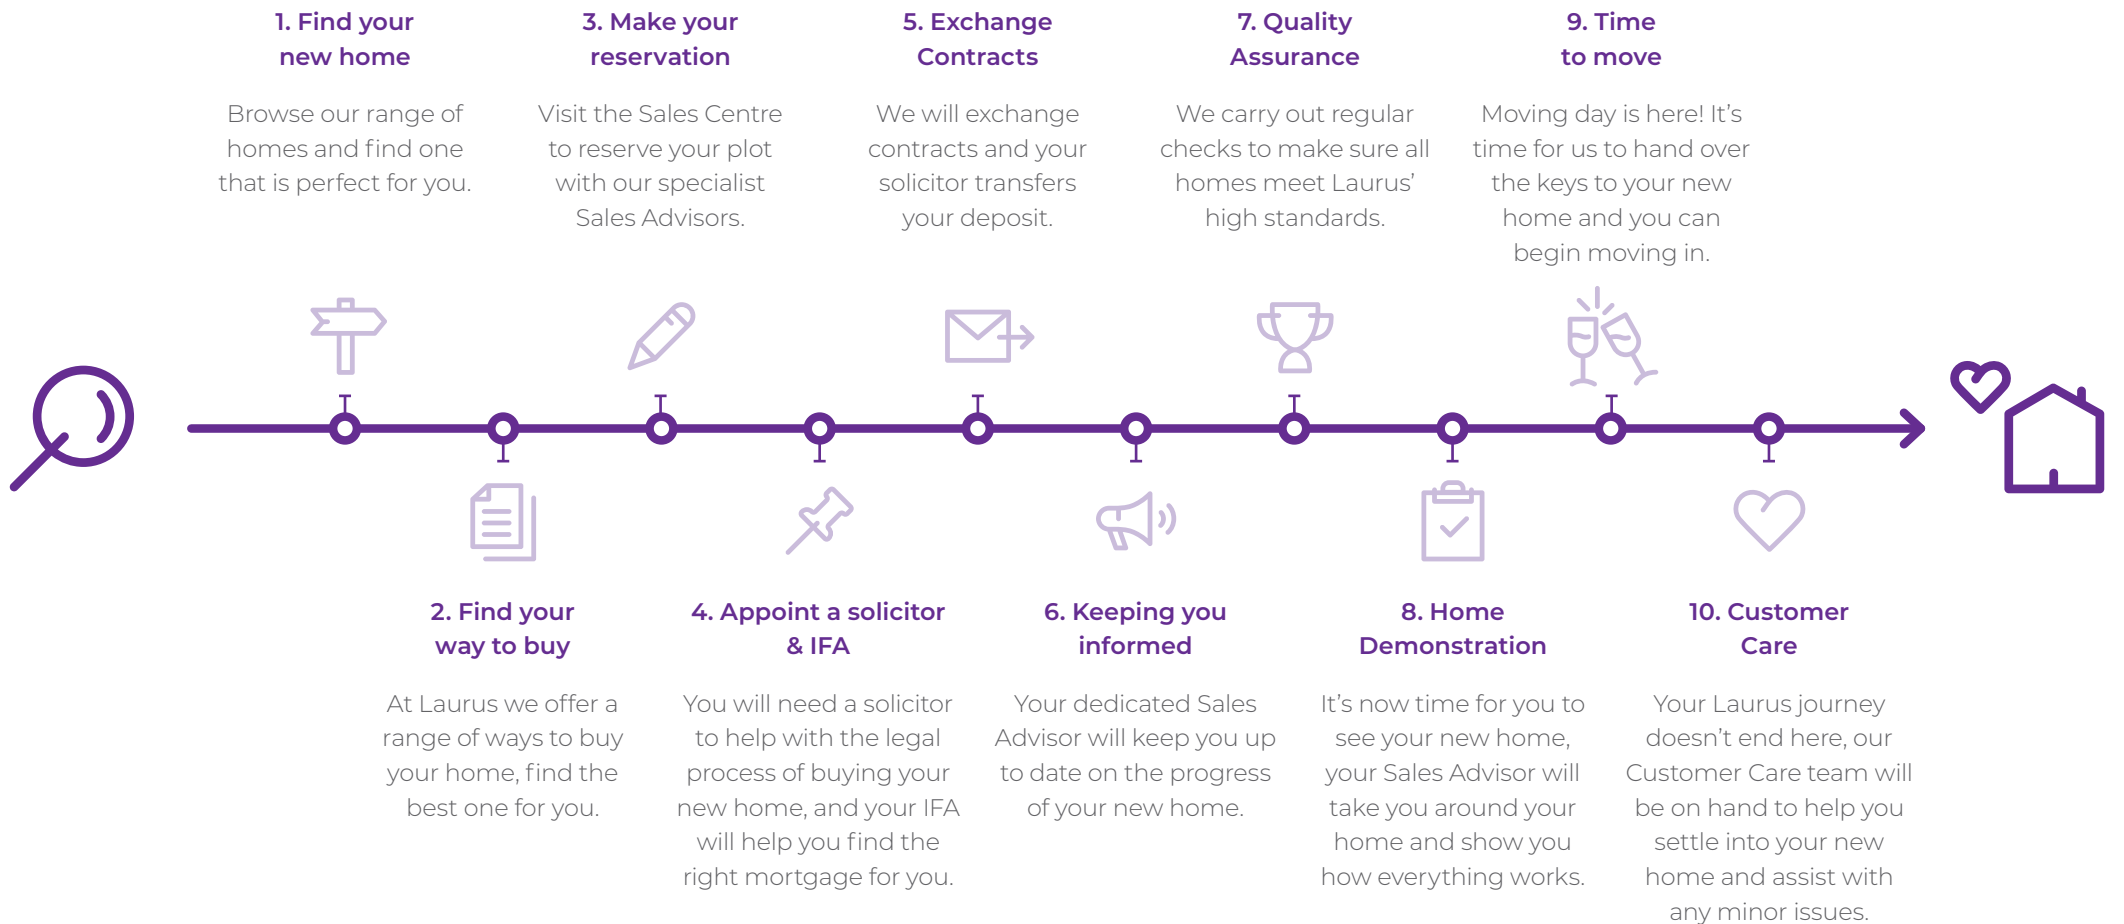 1. Find your
new home
Browse our range of
homes and find one
that is perfect for you.
3. Make your
reservation
Visit the Sales Centre
to reserve your plot
with our specialist
Sales Advisors.
5. Exchange
Contracts
We will exchange
contracts and your
solicitor transfers
your deposit.
7. Quality
Assurance
We carry out regular
checks to make sure all
homes meet Laurus’
high standards.
9. Time
to move
Moving day is here! It’s
time for us to hand over
the keys to your new
home and you can
begin moving in.
2. Find your
way to buy
At Laurus we offer a
range of ways to buy
your home, find the
best one for you.
4. Appoint a solicitor
& IFA
You will need a solicitor
to help with the legal
process of buying your
new home, and your IFA
will help you find the
right mortgage for you.
6. Keeping you
informed
Your dedicated Sales
Advisor will keep you up
to date on the progress
of your new home.
8. Home
Demonstration
It’s now time for you to
see your new home,
your Sales Advisor will
take you around your
home and show you
how everything works.
10. Customer
Care
Your Laurus journey
doesn’t end here, our
Customer Care team will
be on hand to help you
settle into your new
home and assist with
any minor issues.